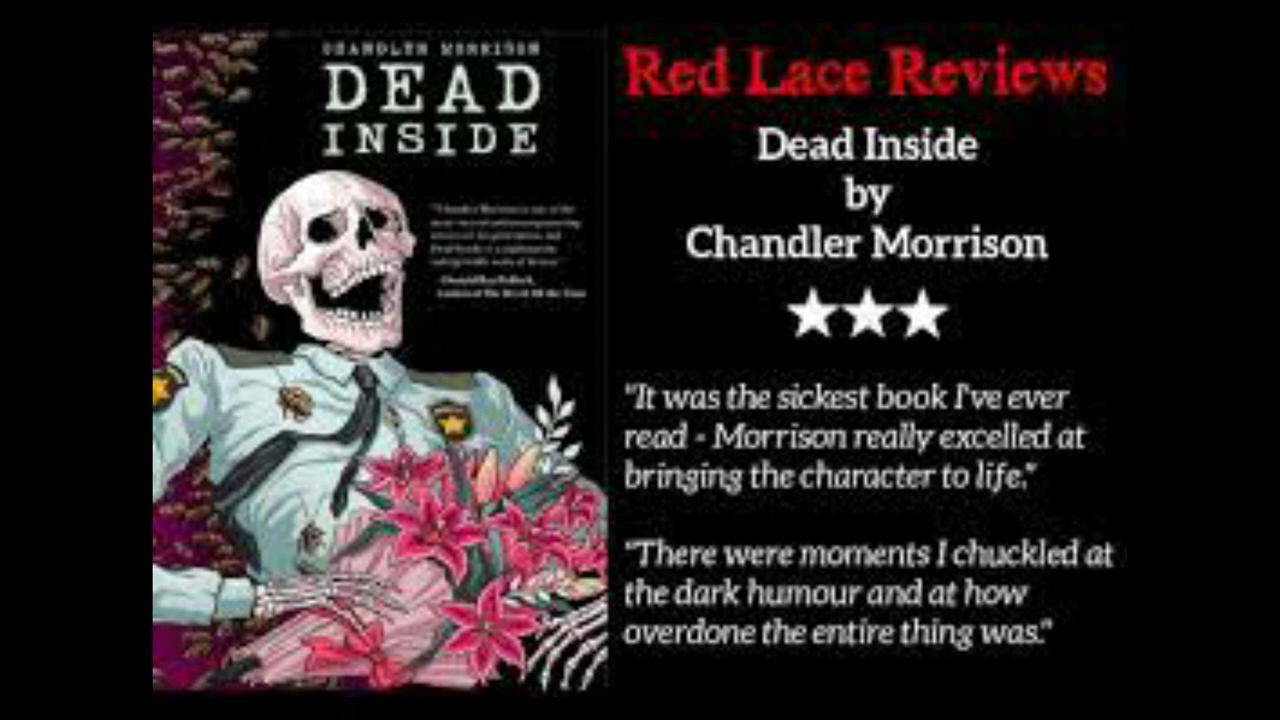 CHANDLER MORRISON
DEAD
INSIDE
Red Lace Reviews
Dead Inside
by
Chandler Morrison
"It was the sickest book I've ever
read - Morrison really excelled at
bringing the character to life."
"There were moments I chuckled at
the dark humour and at how
overdone the entire thing was."